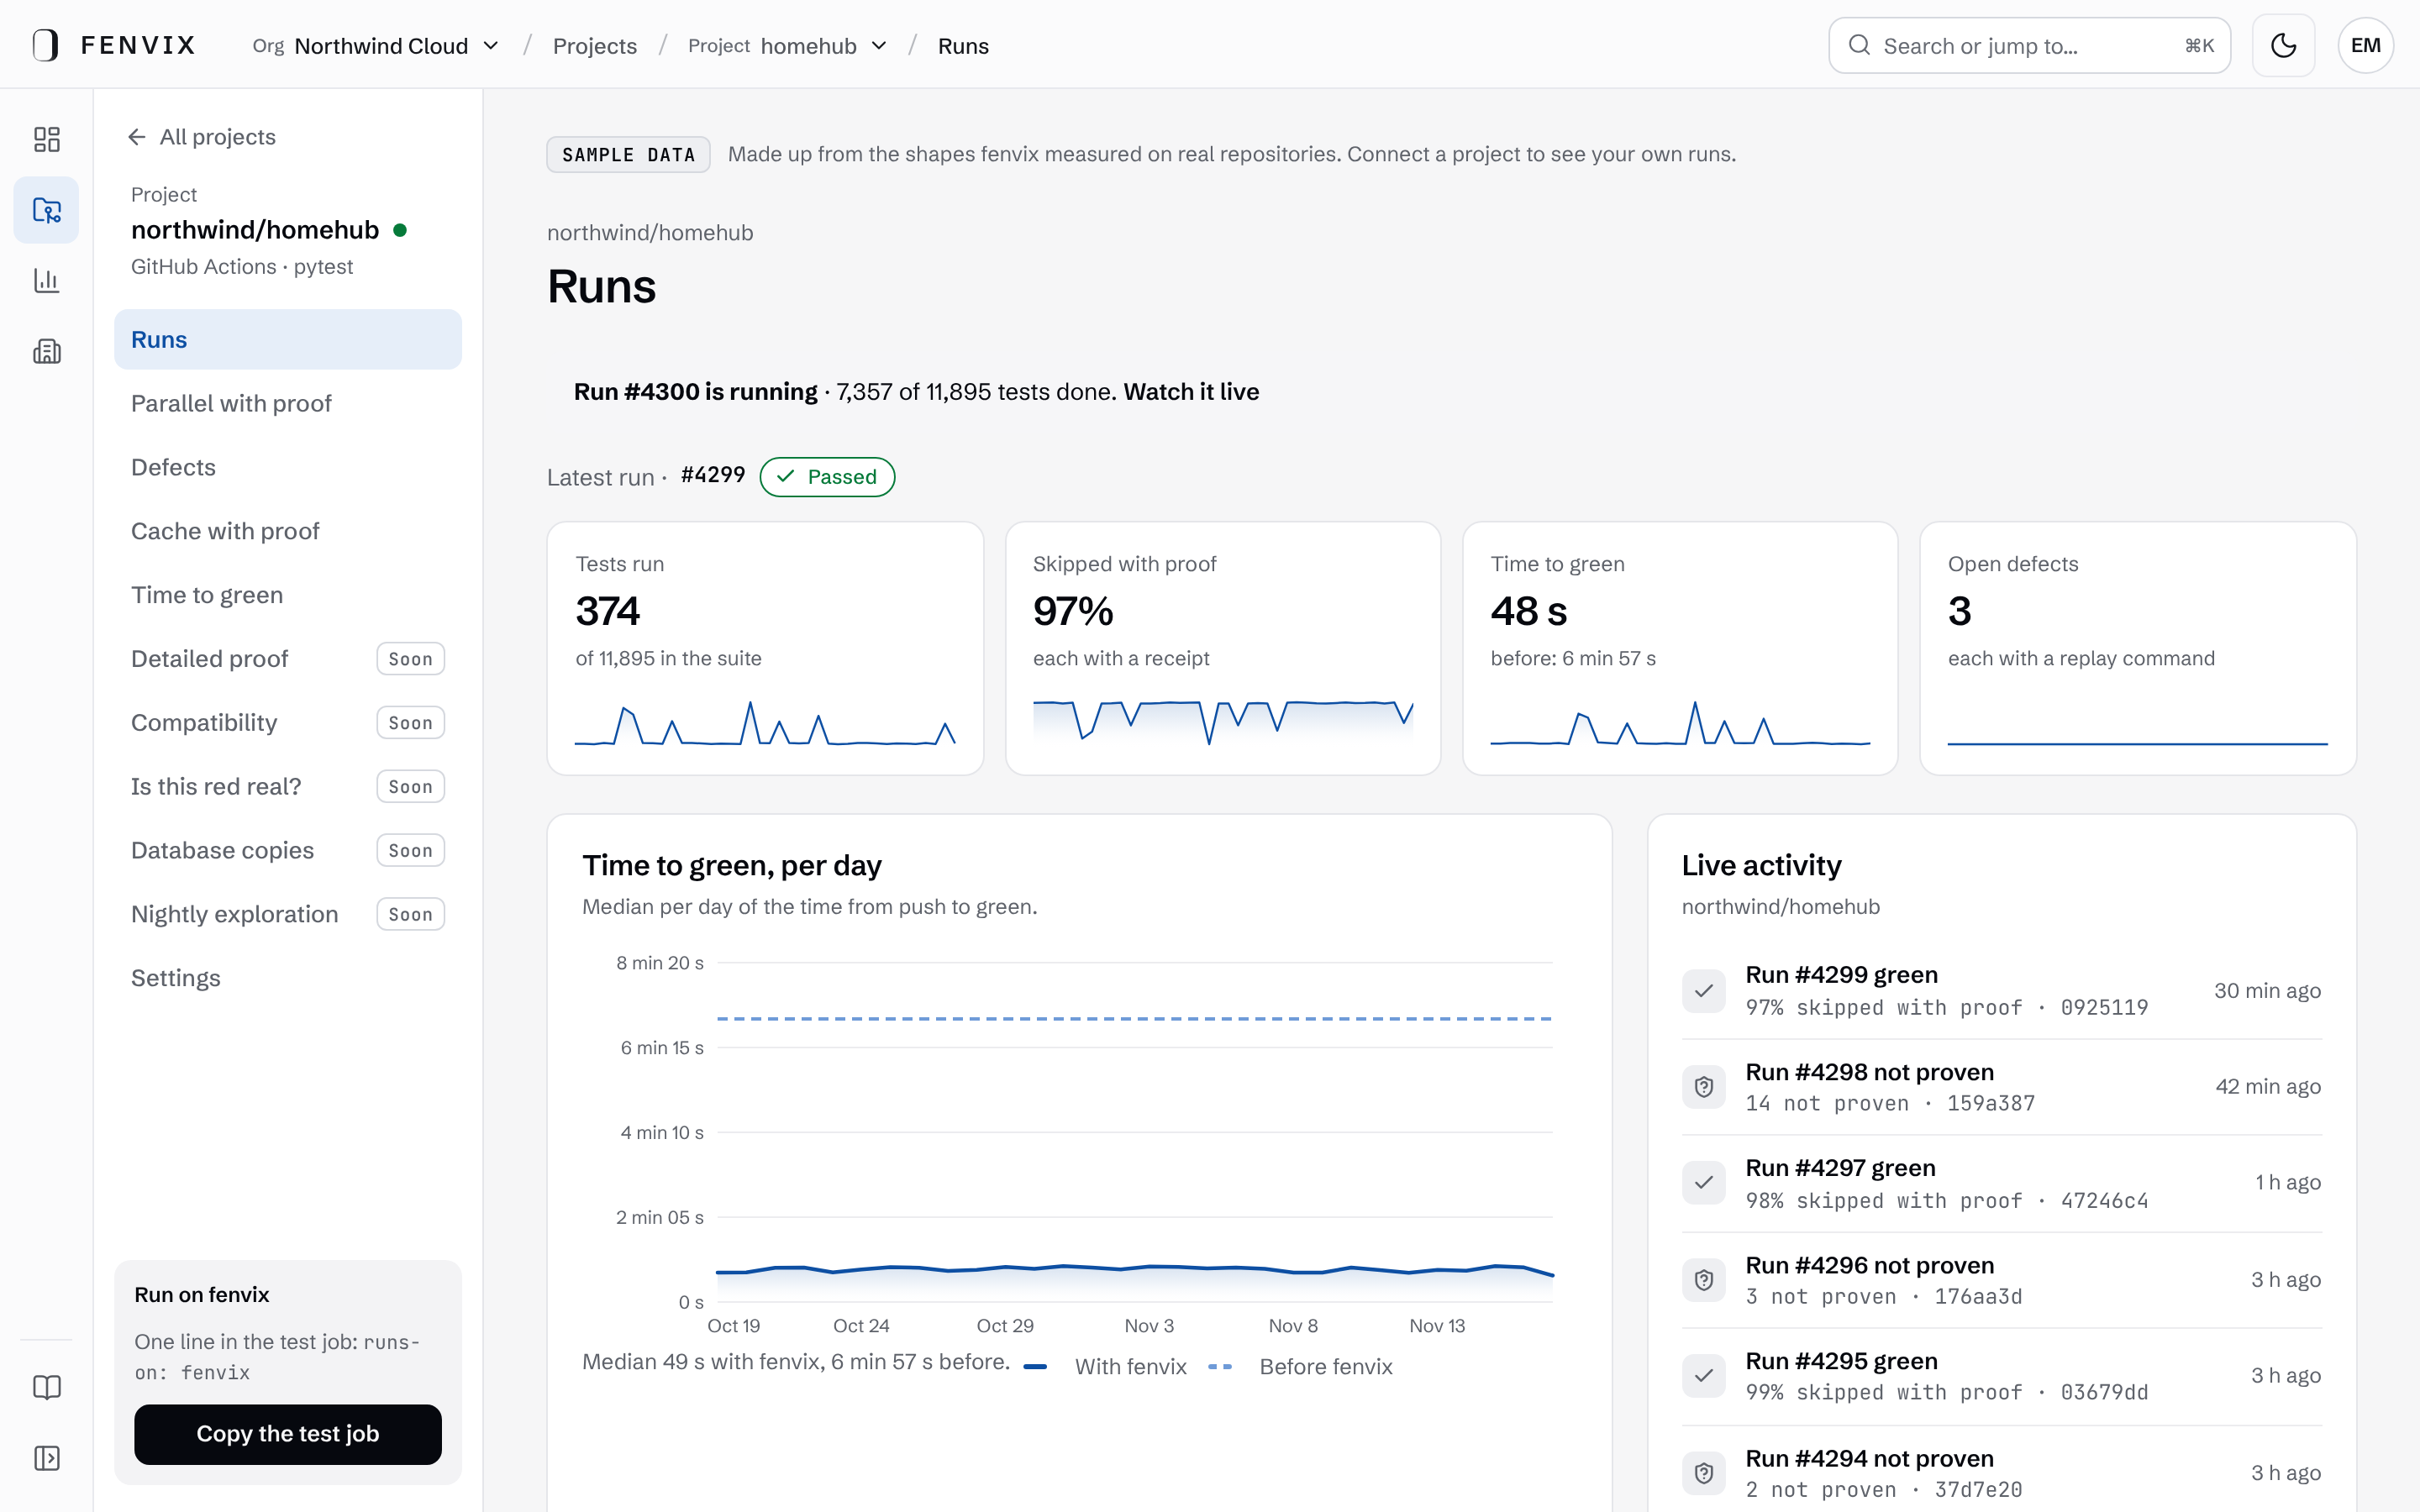 FENVIX
Org Northwind Cloud / Projects / Project homehub / Runs
Search or jump to... ⌘K
EM
All projects
Project
northwind/homehub
GitHub Actions · pytest
Runs
Parallel with proof
Defects
Cache with proof
Time to green
Detailed proof Soon
Compatibility Soon
Is this red real? Soon
Database copies Soon
Nightly exploration Soon
Settings
Run on fenvix
One line in the test job: runs-
on: fenvix
Copy the test job
SAMPLE DATA Made up from the shapes fenvix measured on real repositories. Connect a project to see your own runs.
northwind/homehub
Runs
Run #4300 is running · 7,357 of 11,895 tests done. Watch it live
Latest run · #4299 Passed
Tests run
374
of 11,895 in the suite
Skipped with proof
97%
each with a receipt
Time to green
48 s
before: 6 min 57 s
Open defects
3
each with a replay command
Time to green, per day
Median per day of the time from push to green.
8 min 20 s
6 min 15 s
4 min 10 s
2 min 05 s
0 s
Oct 19 Oct 24 Oct 29 Nov 3 Nov 8 Nov 13
Median 49 s with fenvix, 6 min 57 s before. With fenvix Before fenvix
Live activity
northwind/homehub
Run #4299 green
97% skipped with proof · 0925119
30 min ago
Run #4298 not proven
14 not proven · 159a387
42 min ago
Run #4297 green
98% skipped with proof · 47246c4
1 h ago
Run #4296 not proven
3 not proven · 176aa3d
3 h ago
Run #4295 green
99% skipped with proof · 03679dd
3 h ago
Run #4294 not proven
2 not proven · 37d7e20
3 h ago